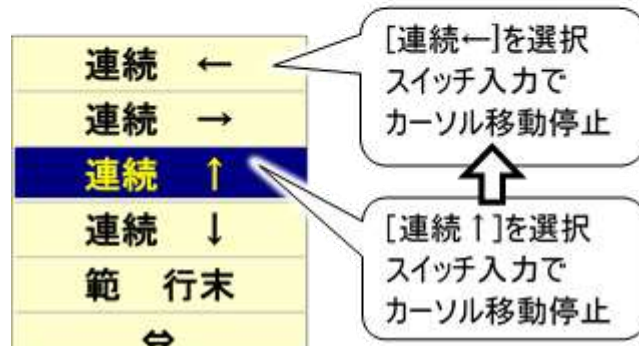 連続 ←
連続 →
連続 ↑
連続 ↓
範 行末
⇔
[連続←]を選択
スイッチ入力で
カーソル移動停止
[連続↑]を選択
スイッチ入力で
カーソル移動停止